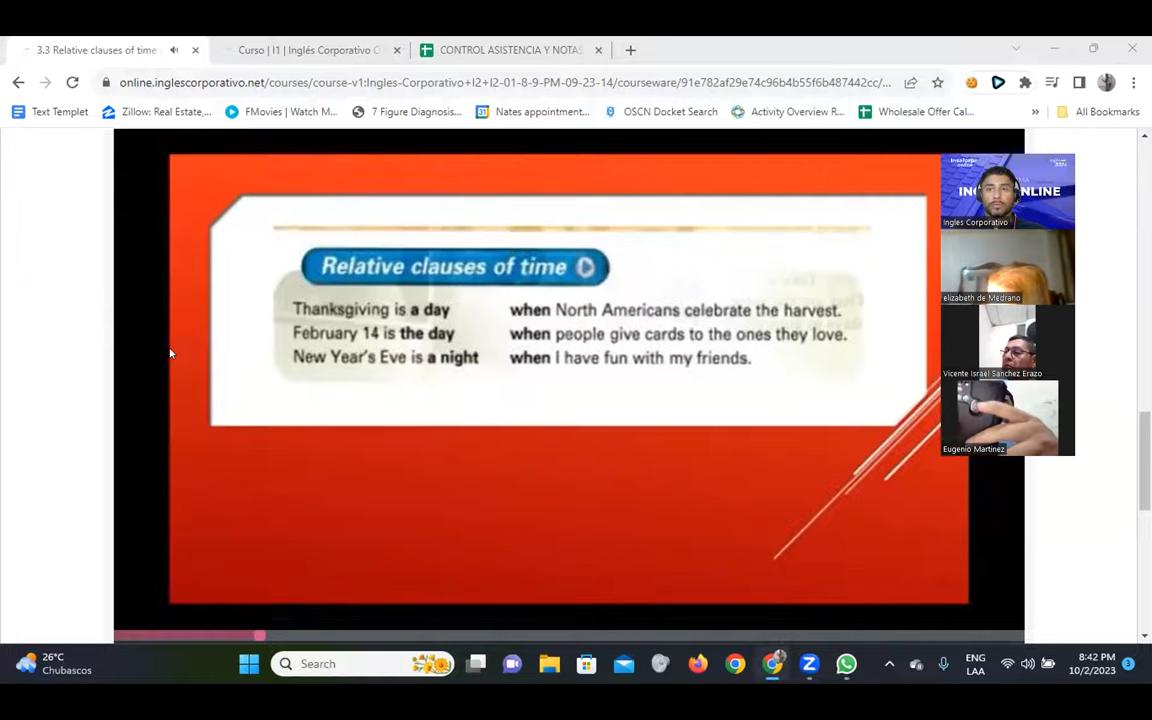 3.3 Relative clauses of time
Curso | I1 | Inglés Corporativo O
CONTROL ASISTENCIA Y NOTAS
online.inglescorporativo.net/courses/course-v1:Ingles-Corporativo+I2+I2-01-8-9-PM-09-23-14/courseware/91e782af29e74c96b4b55f6b487442cc/...
Text Templet
Zillow: Real Estate,...
FMovies | Watch M...
7 Figure Diagnosis...
Nates appointment...
OSCN Docket Search
Activity Overview R...
Wholesale Offer Cal...
»
All Bookmarks
Relative clauses of time
Thanksgiving is a day when North Americans celebrate the harvest.
February 14 is the day when people give cards to the ones they love.
New Year's Eve is a night when I have fun with my friends.
ONLINE
Ingles Corporativo
elizabeth de Medrano
Vicente Israel Sanchez Erazo
Eugenio Martinez
26°C
Chubascos
Search
ENG
LAA
8:42 PM
10/2/2023
3